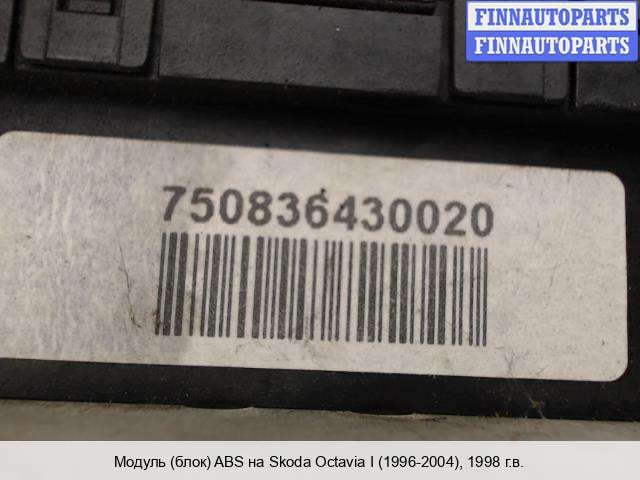 FINNAUTOPARTS
FINNAUTOPARTS
750836430020
Модуль (блок) ABS на Skoda Octavia I (1996-2004), 1998 г.в.